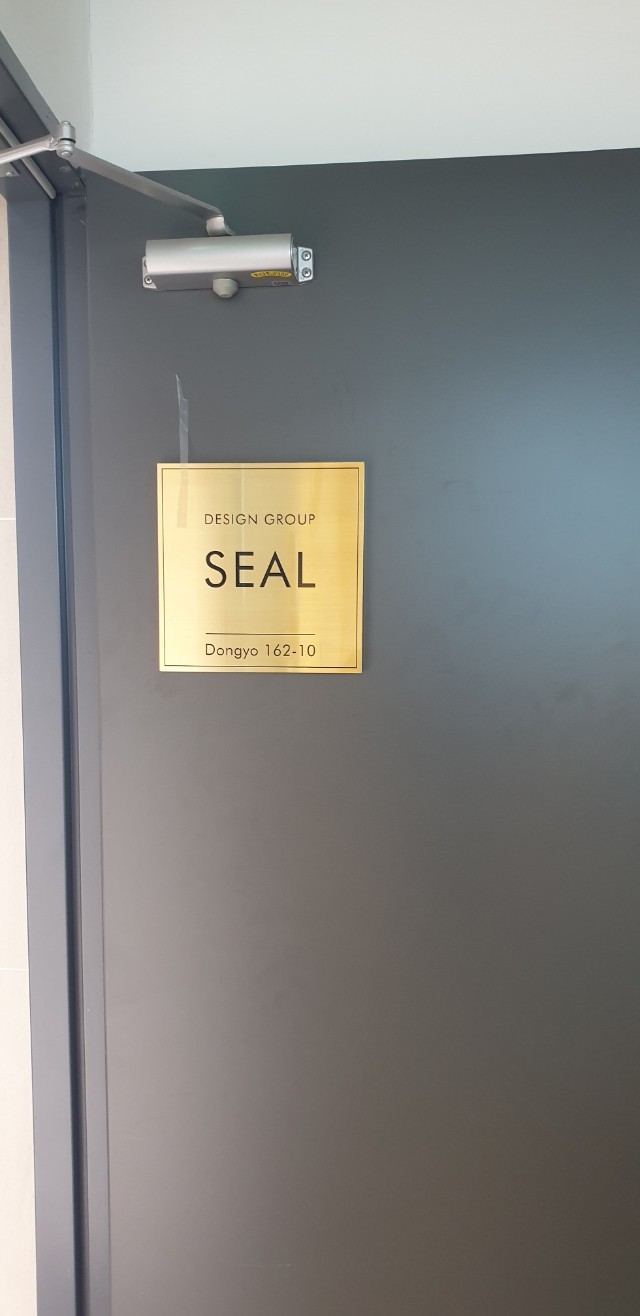 DESIGN GROUP
SEAL
Dongyo 162-10